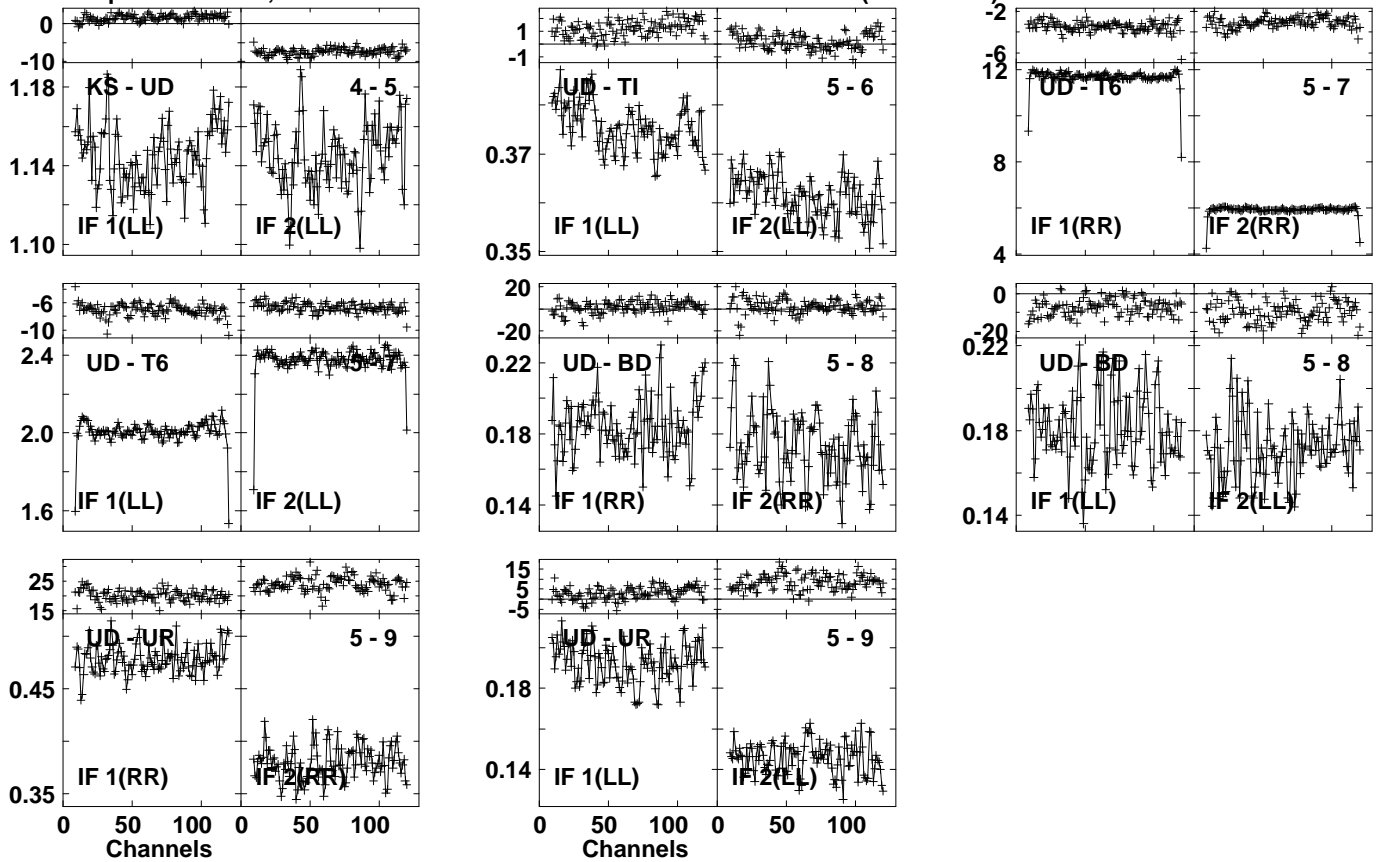 0
-10
1.18
KS - UD
4 - 5
1.14
1.10
IF 1(LL)
IF 2(LL)
1
-1
UD - TI
5 - 6
0.37
0.35
IF 1(LL)
IF 2(LL)
-2
-6
12
UD - T6
5 - 7
8
4
IF 1(RR)
IF 2(RR)
-6
-10
2.4
UD - T6
5 - 7
2.0
1.6
IF 1(LL)
IF 2(LL)
20
-20
0.22
UD - BD
5 - 8
0.18
0.14
IF 1(RR)
IF 2(RR)
0
-20
0.22
UD - BD
5 - 8
0.18
0.14
IF 1(LL)
IF 2(LL)
25
15
UD - UR
5 - 9
0.45
0.35
IF 1(RR)
IF 2(RR)
0 50 100 0 50 100
Channels
15
5
-5
UD - UR
5 - 9
0.18
0.14
IF 1(LL)
IF 2(LL)
0 50 100 0 50 100
Channels